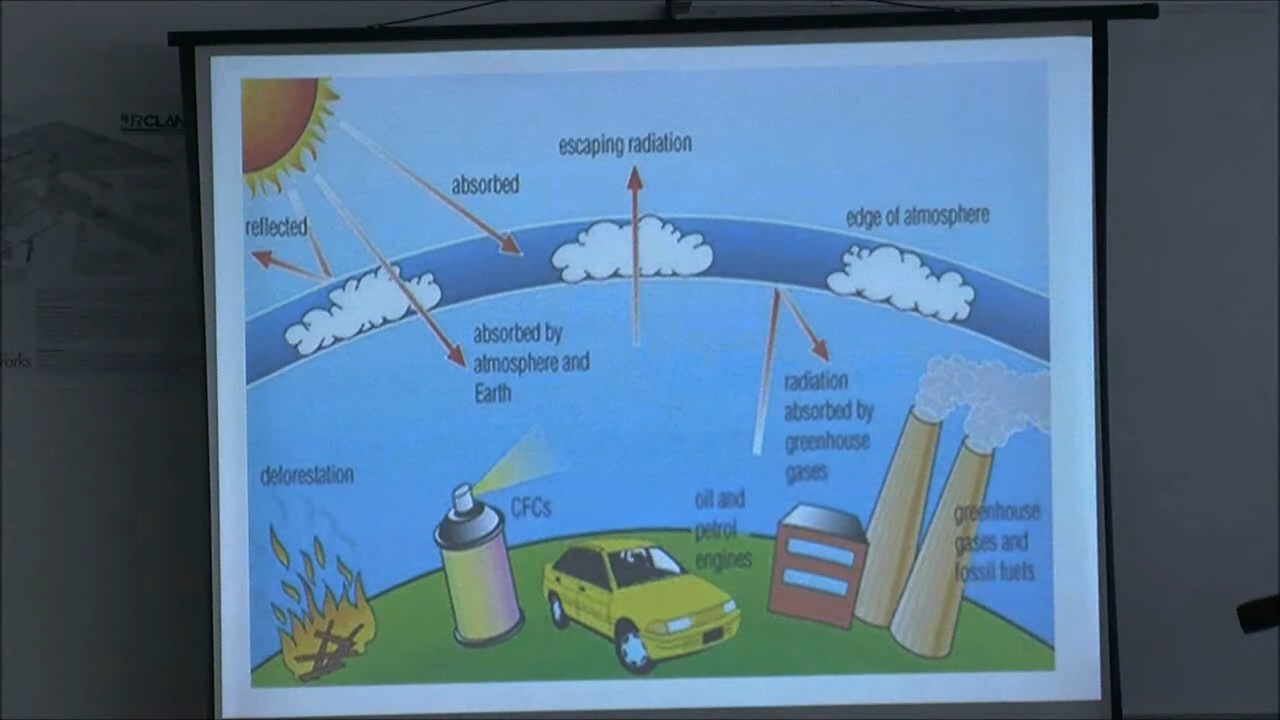 escaping radiation
absorbed
edge of atmosphere
reflected
absorbed by
atmosphere and
Earth
radiation
absorbed by
greenhouse
gases
deforestation
CFCs
oil and
petrol
engines
greenhouse
gases and
fossil fuels